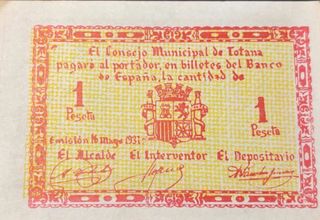 El Consejo Municipal de Totana
pagará al portador, en billetes del Banco
de España, la cantidad de
1 1
Peseta Peseta
Emisión 16 Mayo 1937.
El Alcalde El Interventor El Depositario